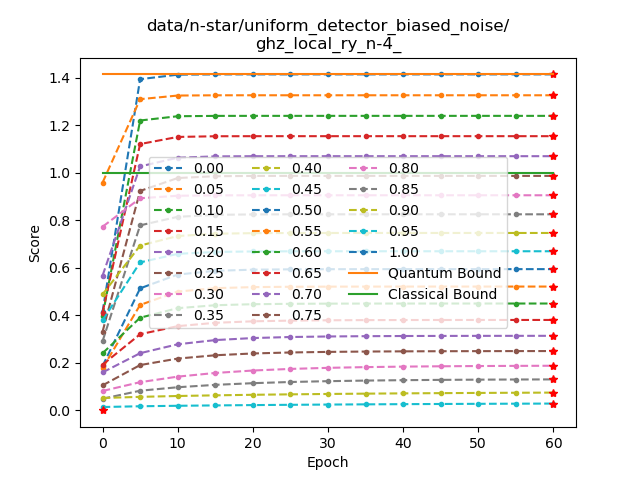 data/n-star/uniform_detector_biased_noise/
ghz_local_ry_n-4_
Score
1.4
1.2
1.0
0.8
0.6
0.4
0.2
0.0
0.00 0.40 0.80
0.05 0.45 0.85
0.10 0.50 0.90
0.15 0.55 0.95
0.20 0.60 1.00
0.25 0.65 Quantum Bound
0.30 0.70 Classical Bound
0.35 0.75
0 10 20 30 40 50 60
Epoch